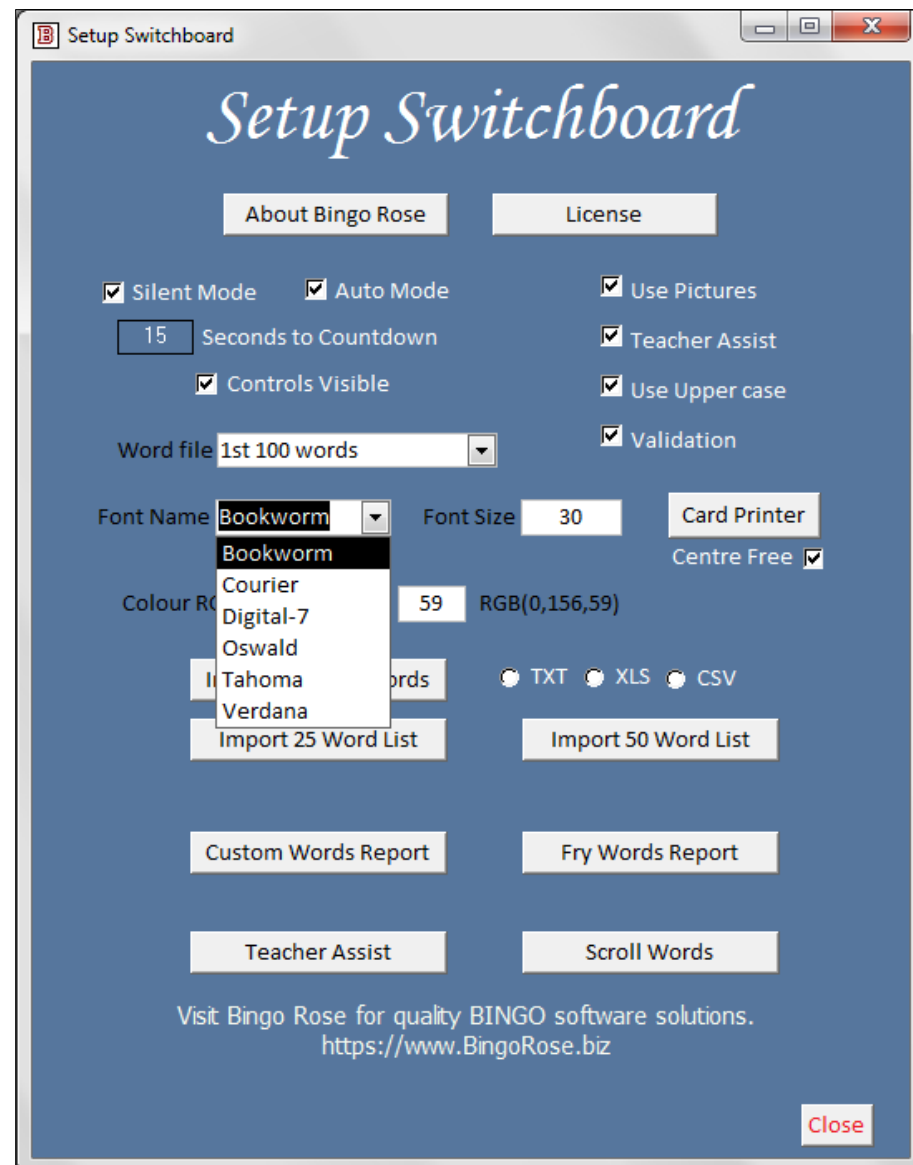 Setup Switchboard
Setup Switchboard
About Bingo Rose License
Silent Mode Auto Mode Use Pictures
15 Seconds to Countdown Teacher Assist
Controls Visible Use Upper case
Word file 1st 100 words Validation
Font Name Bookworm Font Size 30 Card Printer
Bookworm Centre Free
Courier
Colour 59 RGB(0,156,59)
Digital-7
Oswald
Tahoma TXT XLS CSV
Verdana
Import 25 Word List Import 50 Word List
Custom Words Report Fry Words Report
Teacher Assist Scroll Words
Visit Bingo Rose for quality BINGO software solutions.
https://www.BingoRose.biz
Close